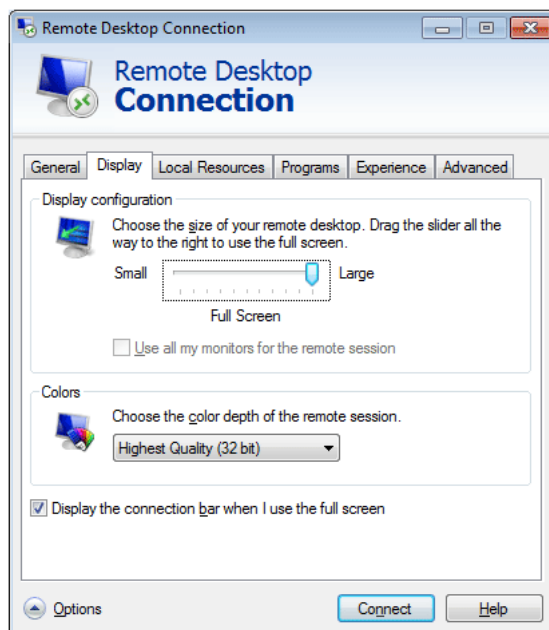 Remote Desktop Connection
Remote Desktop
Connection
General Display Local Resources Programs Experience Advanced
Display configuration
Choose the size of your remote desktop. Drag the slider all the
way to the right to use the full screen.
Small Large
Full Screen
Use all my monitors for the remote session
Colors
Choose the color depth of the remote session.
Highest Quality (32 bit)
Display the connection bar when I use the full screen
Options Connect Help